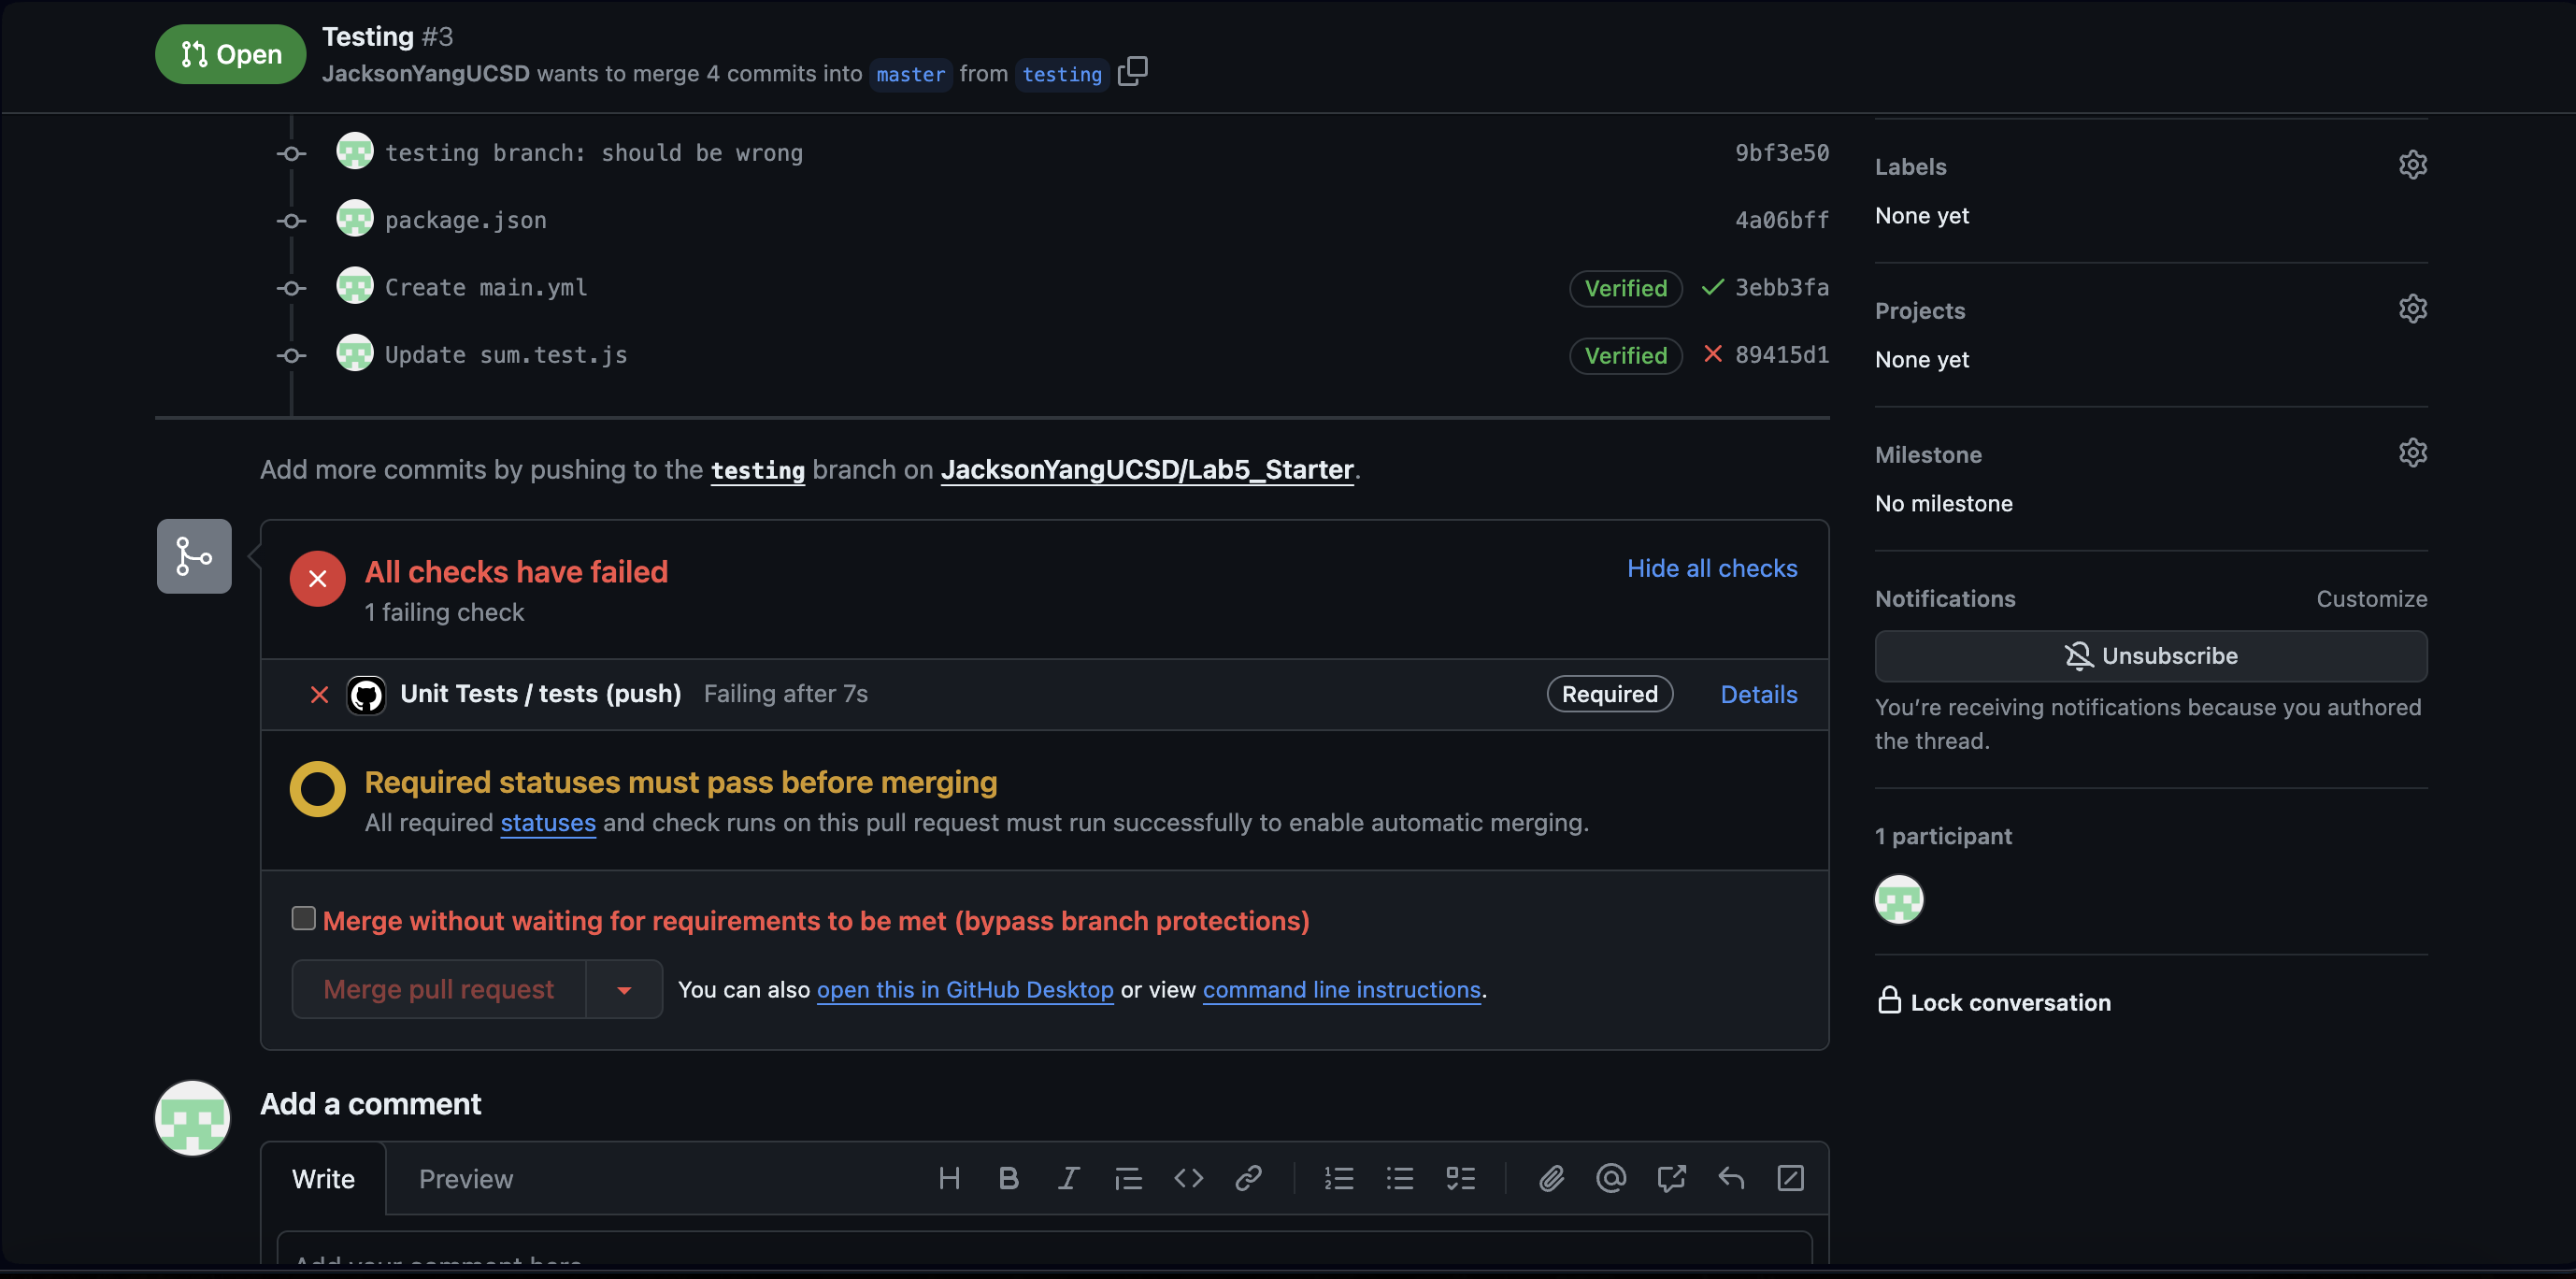 Open
Testing #3
JacksonYangUCSD wants to merge 4 commits into master from testing
testing branch: should be wrong 9bf3e50
package.json 4a06bff
Create main.yml Verified 3ebb3fa
Update sum.test.js Verified 89415d1
Add more commits by pushing to the testing branch on JacksonYangUCSD/Lab5_Starter.
All checks have failed
Hide all checks
1 failing check
Unit Tests / tests (push) Failing after 7s Required Details
Required statuses must pass before merging
All required statuses and check runs on this pull request must run successfully to enable automatic merging.
Merge without waiting for requirements to be met (bypass branch protections)
Merge pull request
You can also open this in GitHub Desktop or view command line instructions.
Add a comment
Write Preview
Add your comment here
Labels
None yet
Projects
None yet
Milestone
No milestone
Notifications Customize
Unsubscribe
You're receiving notifications because you authored
the thread.
1 participant
Lock conversation